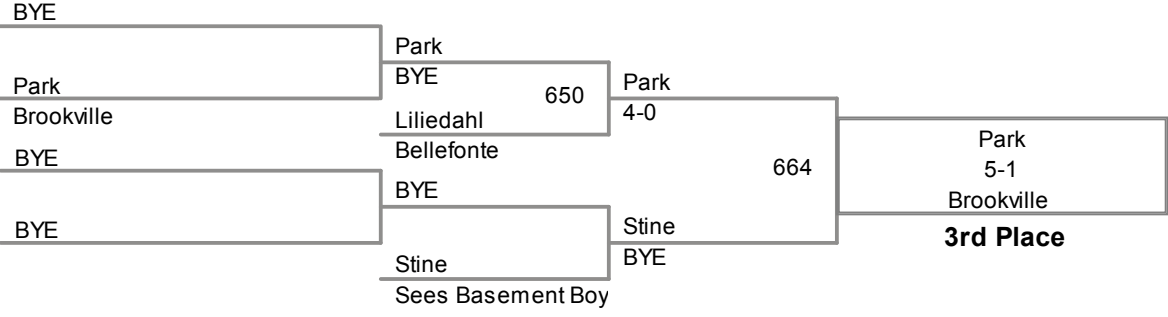 BYE
Park
Brookville
BYE
BYE
Park
BYE
650
Liliedahl
Bellefonte
BYE
Stine
Sees Basement Boy
Park
4-0
664
Stine
BYE
Park
5-1
Brookville
3rd Place